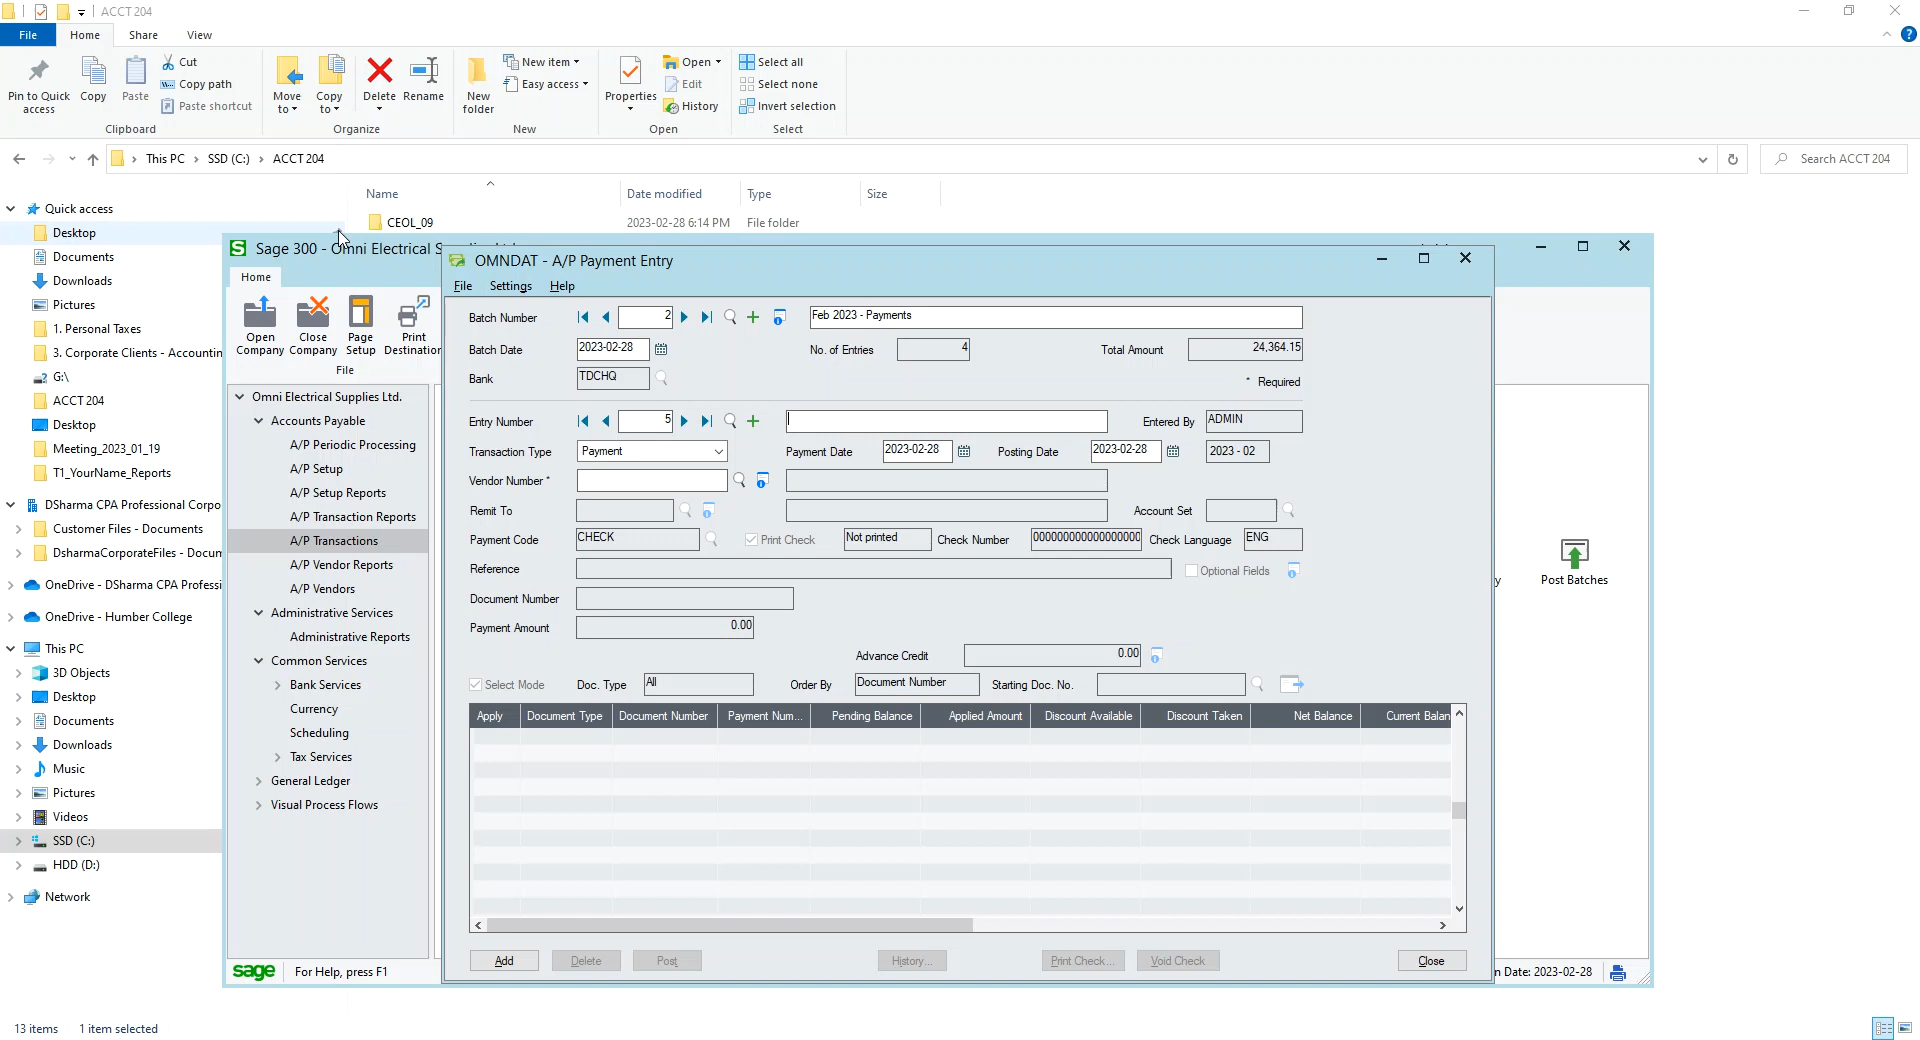 ACCT 204
File Home Share View
Pin to Quick access
Copy
Paste
Cut
Copy path
Paste shortcut
Clipboard
Move to
Copy to
Delete
Rename
Organize
New folder
New item
Easy access
New
Properties
Open
Edit
History
Open
Select all
Select none
Invert selection
Select
This PC › SSD (C:) › ACCT 204
Search ACCT 204
Name Date modified Type Size
CEOL_09 2023-02-28 6:14 PM File folder
Quick access
Desktop
Documents
Downloads
Pictures
1. Personal Taxes
3. Corporate Clients - Accountin
G:\
ACCT 204
Desktop
Meeting_2023_01_19
T1_YourName_Reports
DSharma CPA Professional Corpo
Customer Files - Documents
DsharmaCorporateFiles - Docum
OneDrive - DSharma CPA Professi
OneDrive - Humber College
This PC
3D Objects
Desktop
Documents
Downloads
Music
Pictures
Videos
SSD (C:)
HDD (D:)
Network
13 items 1 item selected
Sage 300 - Omni Electrical
Home
Open Company
Close Company
Page Setup
Print Destination
File
Omni Electrical Supplies Ltd.
Accounts Payable
A/P Periodic Processing
A/P Setup
A/P Setup Reports
A/P Transaction Reports
A/P Transactions
A/P Vendor Reports
A/P Vendors
Administrative Services
Administrative Reports
Common Services
Bank Services
Currency
Scheduling
Tax Services
General Ledger
Visual Process Flows
sage For Help, press F1
OMNDAT - A/P Payment Entry
File Settings Help
Batch Number 2 Feb 2023 - Payments
Batch Date 2023-02-28 No. of Entries 4 Total Amount 24,364.15
Bank TDCHQ * Required
Entry Number 5 Entered By ADMIN
Transaction Type Payment Payment Date 2023-02-28 Posting Date 2023-02-28 2023 - 02
Vendor Number *
Remit To Account Set
Payment Code CHECK Print Check Not printed Check Number 000000000000000000 Check Language ENG
Reference Optional Fields
Document Number
Payment Amount 0.00
Advance Credit 0.00
Select Mode Doc. Type All Order By Document Number Starting Doc. No.
Apply Document Type Document Number Payment Num... Pending Balance Applied Amount Discount Available Discount Taken Net Balance Current Balan
Add Delete Post History... Print Check... Void Check Close
y Post Batches
n Date: 2023-02-28